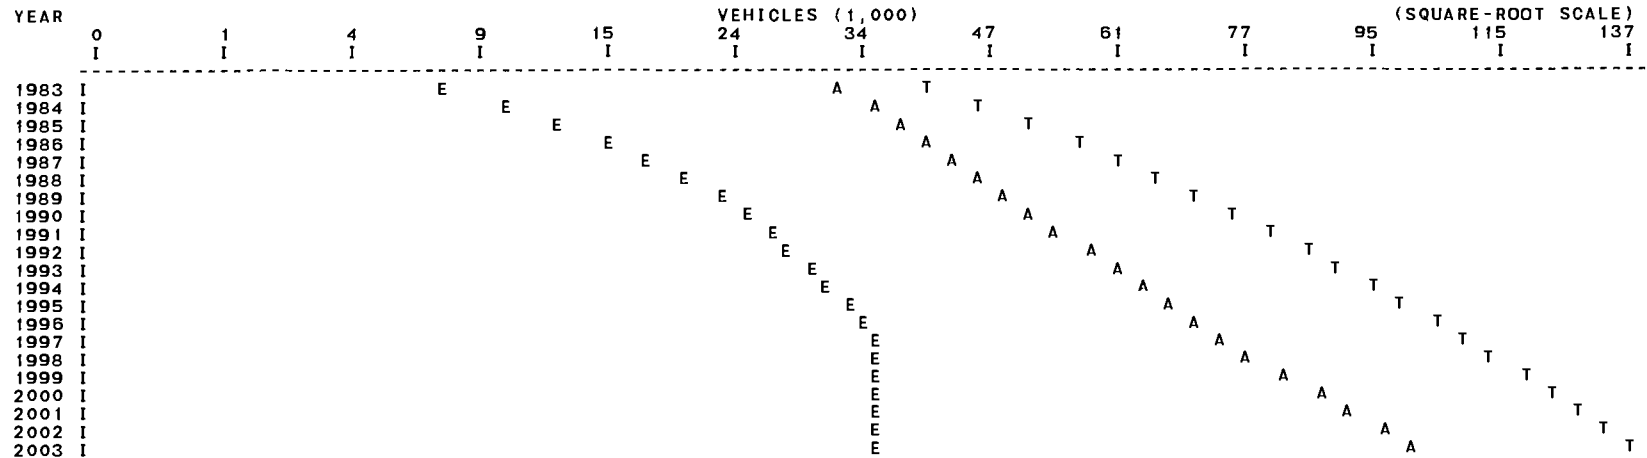 YEAR VEHICLES (1,000) (SQUARE-ROOT SCALE)
0 1 4 9 15 24 34 47 61 77 95 115 137
I I I I I I I I I I I I I
--------------------------------------------------------------------------------------------------------------------------
1983 I E A T
1984 I E A T
1985 I E A T
1986 I E A T
1987 I E A T
1988 I E A T
1989 I E A T
1990 I E A T
1991 I E A T
1992 I E A T
1993 I E A T
1994 I E A T
1995 I E A T
1996 I E A T
1997 I E A T
1998 I E A T
1999 I E A T
2000 I E A T
2001 I E A T
2002 I E A T
2003 I E A T